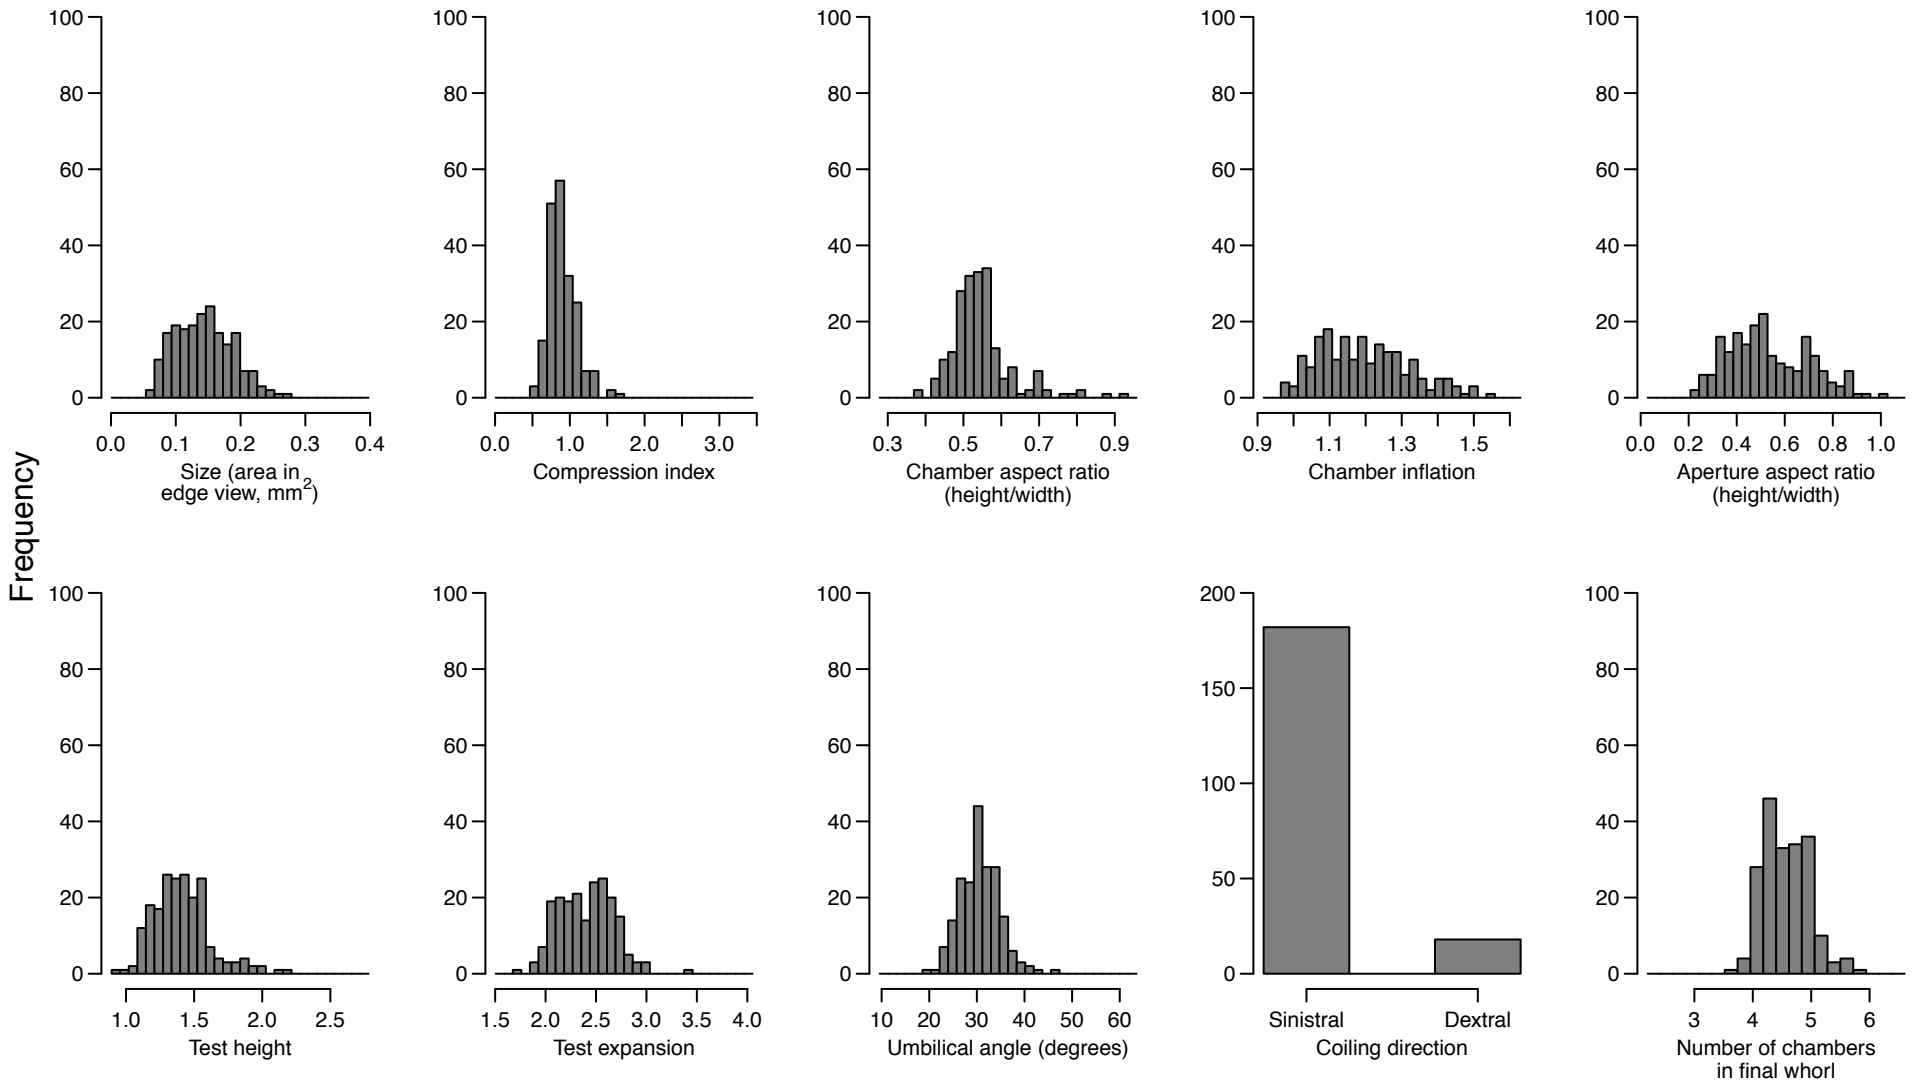 Frequency
100
80
60
40
20
0
0.0 0.1 0.2 0.3 0.4
Size (area in
edge view, mm2)
100
80
60
40
20
0
0.0 1.0 2.0 3.0
Compression index
100
80
60
40
20
0
0.3 0.5 0.7 0.9
Chamber aspect ratio
(height/width)
100
80
60
40
20
0
0.9 1.1 1.3 1.5
Chamber inflation
100
80
60
40
20
0
0.0 0.2 0.4 0.6 0.8 1.0
Aperture aspect ratio
(height/width)
100
80
60
40
20
0
1.0 1.5 2.0 2.5
Test height
100
80
60
40
20
0
1.5 2.0 2.5 3.0 3.5 4.0
Test expansion
100
80
60
40
20
0
10 20 30 40 50 60
Umbilical angle (degrees)
200
150
100
50
0
Sinistral Dextral
Coiling direction
100
80
60
40
20
0
3 4 5 6
Number of chambers
in final whorl